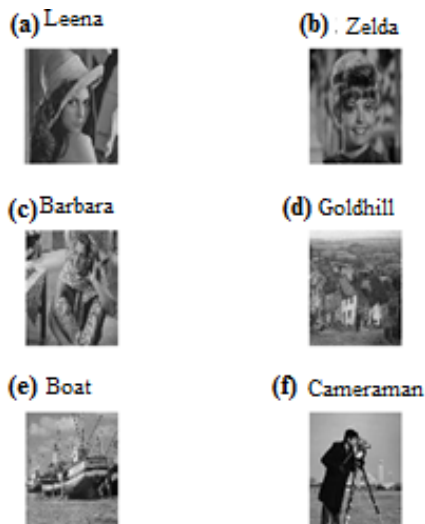 (a) Leena
(b) . Zelda
(c) Barbara
(d) Goldhill
(e) Boat
(f) Cameraman